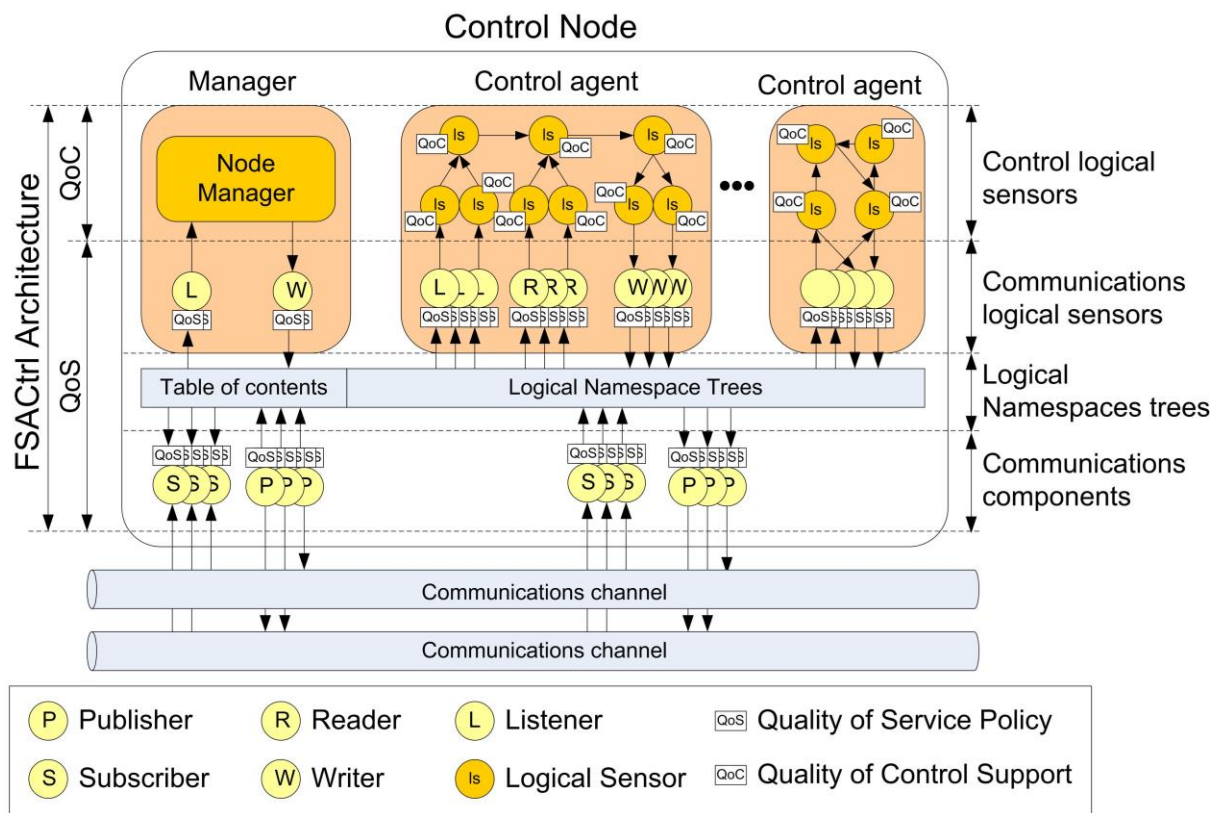 Control Node
Manager
Control agent
Control agent
FSACtrl Architecture
QoC
QoS
Node
Manager
ls ls ls
QoC QoC QoC
QoC QoC
ls ls ls ls ls ls
QoC QoC QoC QoC
•••
QoC ls ls QoC
QoC ls ls QoC
Control logical
sensors
L W
QoS S QoS S
L L L R R R W W W
QoS S S QoS S S QoS S S
QoS S S S
Communications
logical sensors
Table of contents
Logical Namespace Trees
Logical
Namespaces trees
QoS S S QoS S S QoS S S QoS S S
S S S P P P S S S P P P
Communications
components
Communications channel
Communications channel
P Publisher
R Reader
L Listener
QoS Quality of Service Policy
S Subscriber
W Writer
ls Logical Sensor
QoC Quality of Control Support